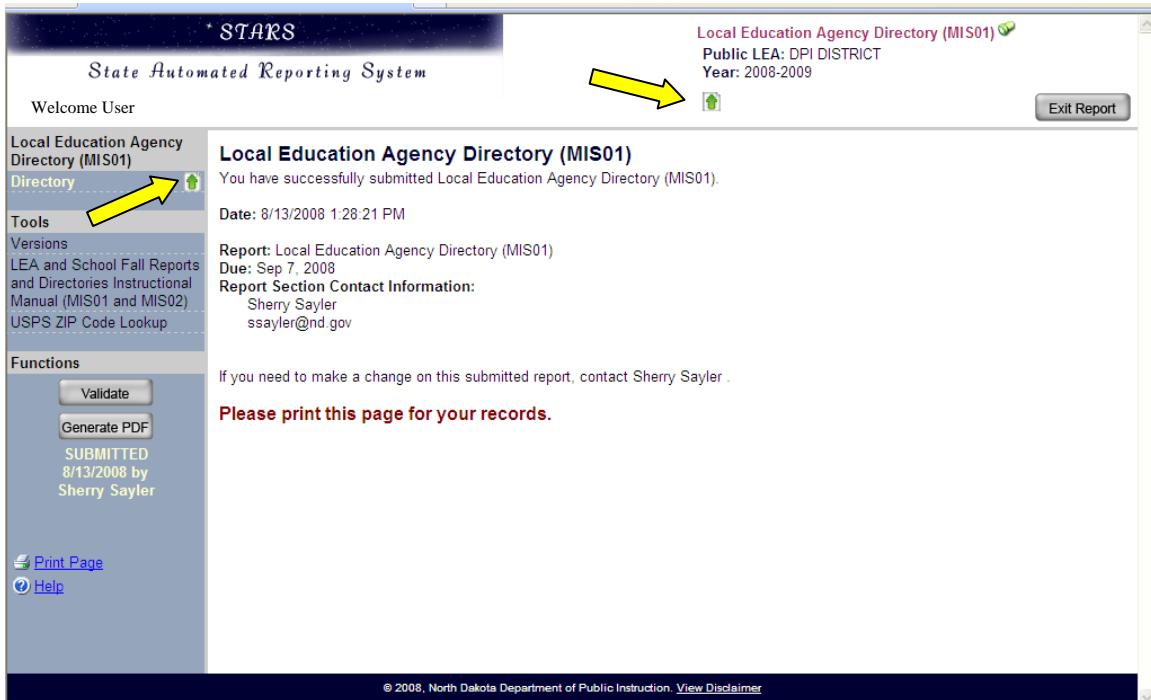 * STARS
State Automated Reporting System
Welcome User
Local Education Agency Directory (MIS01)
Public LEA: DPI DISTRICT
Year: 2008-2009
Exit Report
Local Education Agency
Directory (MIS01)
Directory
Tools
Versions
LEA and School Fall Reports
and Directories Instructional
Manual (MIS01 and MIS02)
USPS ZIP Code Lookup
Functions
Validate
Generate PDF
SUBMITTED
8/13/2008 by
Sherry Sayler
Print Page
Help
Local Education Agency Directory (MIS01)
You have successfully submitted Local Education Agency Directory (MIS01).
Date: 8/13/2008 1:28:21 PM
Report: Local Education Agency Directory (MIS01)
Due: Sep 7, 2008
Report Section Contact Information:
Sherry Sayler
ssayler@nd.gov
If you need to make a change on this submitted report, contact Sherry Sayler .
Please print this page for your records.
© 2008, North Dakota Department of Public Instruction. View Disclaimer